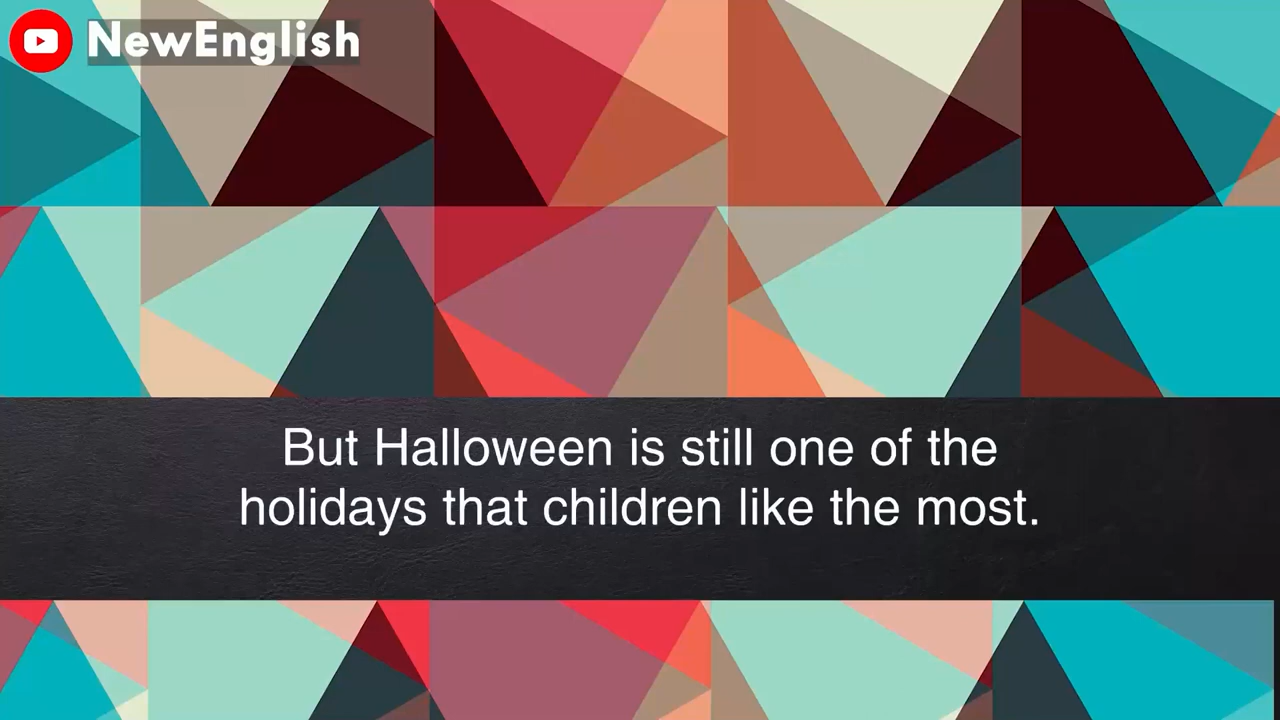 NewEnglish
But Halloween is still one of the
holidays that children like the most.